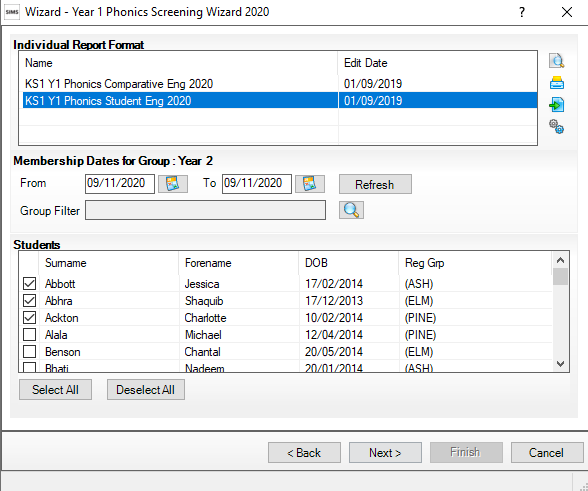 SIMS Wizard - Year 1 Phonics Screening Wizard 2020 ?
Individual Report Format
Name Edit Date
KS1 Y1 Phonics Comparative Eng 2020 01/09/2019
KS1 Y1 Phonics Student Eng 2020 01/09/2019
Membership Dates for Group : Year 2
From 09/11/2020 To 09/11/2020 Refresh
Group Filter
Students
Surname Forename DOB Reg Grp
Abbott Jessica 17/02/2014 (ASH)
Abhra Shaquib 17/12/2013 (ELM)
Ackton Charlotte 10/02/2014 (PINE)
Alala Michael 12/04/2014 (PINE)
Benson Chantal 20/05/2014 (ELM)
Bhati Nadeem 20/01/2014 (ASH)
Select All Deselect All
< Back Next > Finish Cancel